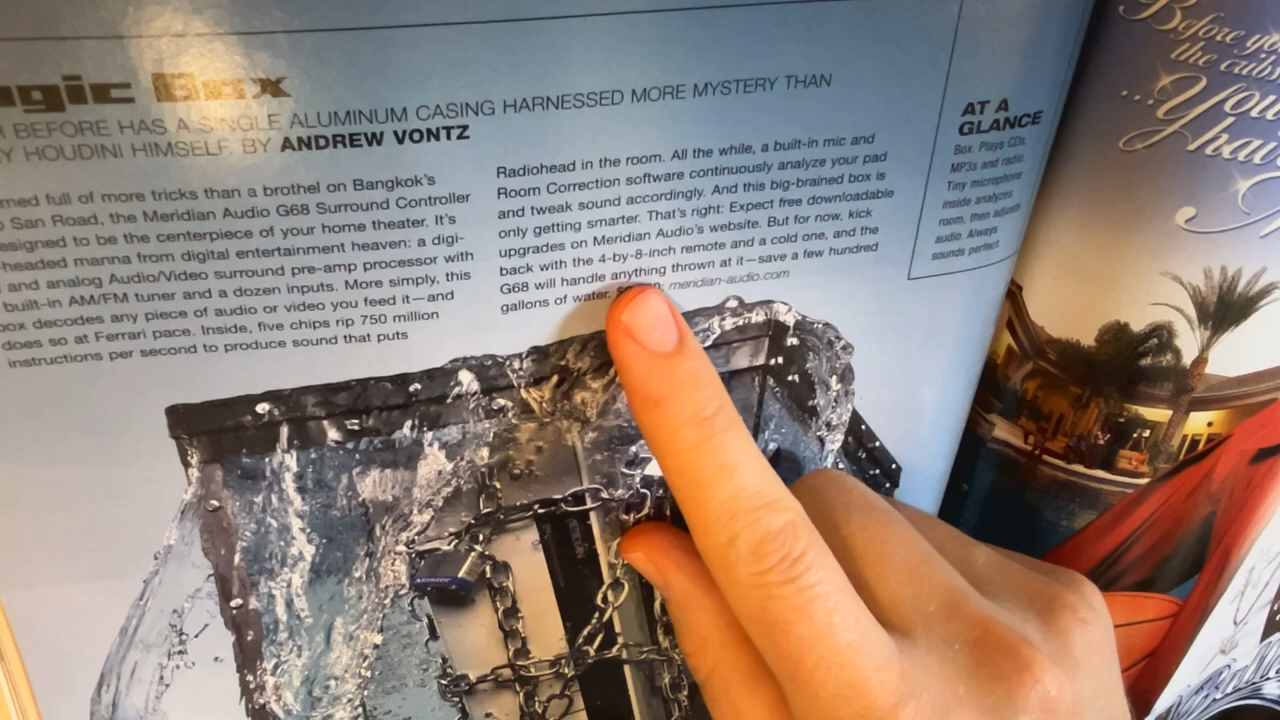 gic Box
BEFORE HAS A SINGLE ALUMINUM CASING HARNESSED MORE MYSTERY THAN
Y HOUDINI HIMSELF. BY ANDREW VONTZ
med full of more tricks than a brothel on Bangkok's
San Road, the Meridian Audio G68 Surround Controller
esigned to be the centerpiece of your home theater. It's
-headed manna from digital entertainment heaven: a digi-
and analog Audio/Video surround pre-amp processor with
built-in AM/FM tuner and a dozen inputs. More simply, this
box decodes any piece of audio or video you feed it—and
does so at Ferrari pace. Inside, five chips rip 750 million
instructions per second to produce sound that puts
Radiohead in the room. All the while, a built-in mic and
Room Correction software continuously analyze your pad
and tweak sound accordingly. And this big-brained box is
only getting smarter. That's right: Expect free downloadable
upgrades on Meridian Audio's website. But for now, kick
back with the 4-by-8-inch remote and a cold one, and the
G68 will handle anything thrown at it—save a few hundred
gallons of water. meridian-audio.com
AT A
GLANCE
Box. Plays CDs,
MP3s and radio.
Tiny microphone
inside analyzes
room, then adjusts
audio. Always
sounds perfect.
Before yo
the cubi
...You
hav
Master